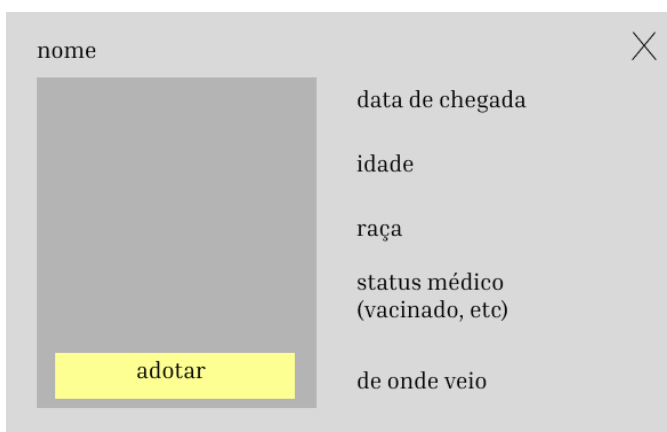 nome
data de chegada
idade
raça
status médico
(vacinado, etc)
adotar
de onde veio